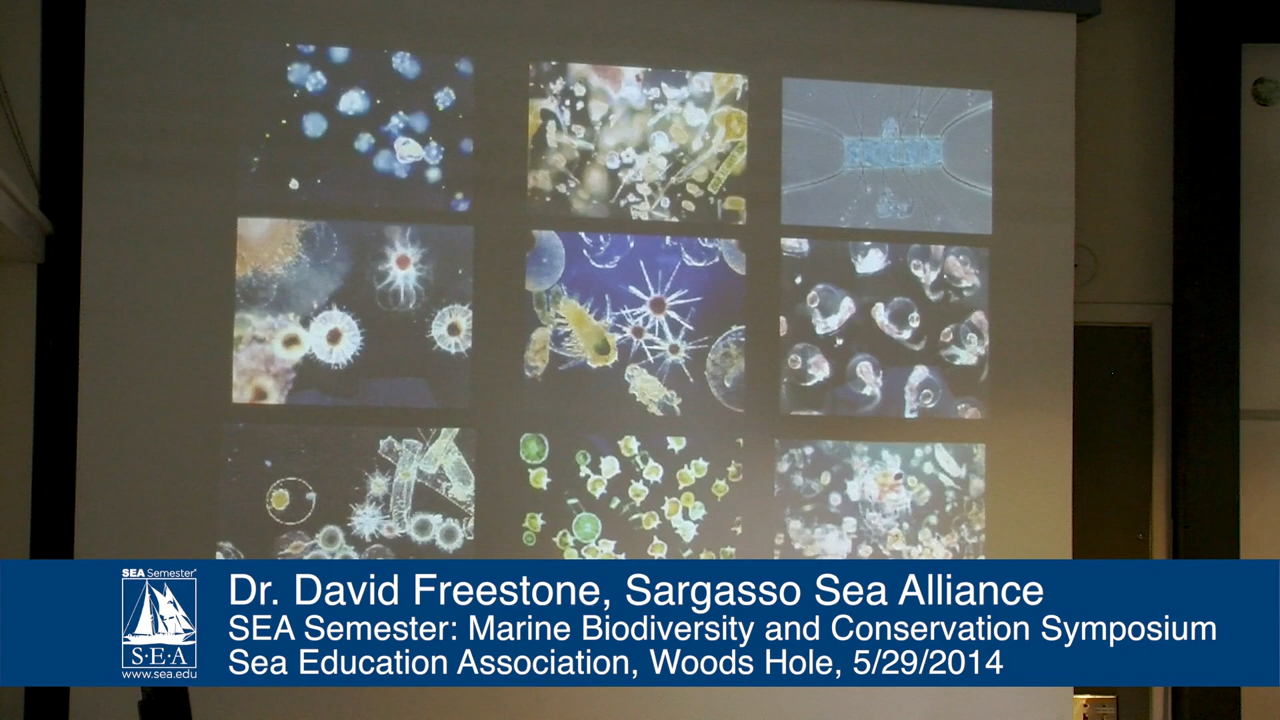 SEA Semester®
S·E·A
www.sea.edu
Dr. David Freestone, Sargasso Sea Alliance
SEA Semester: Marine Biodiversity and Conservation Symposium
Sea Education Association, Woods Hole, 5/29/2014